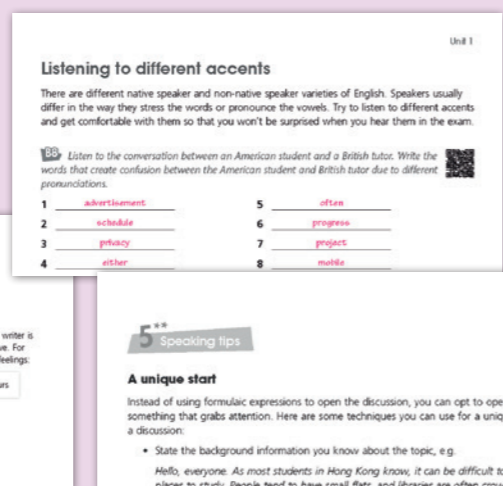 Unit 1
Listening to different accents
There are different native speaker and non-native speaker varieties of English. Speakers usually
differ in the way they stress the words or pronounce the vowels. Try to listen to different accents
and get comfortable with them so that you won't be surprised when you hear them in the exam.
Listen to the conversation between an American student and a British tutor. Write the
words that create confusion between the American student and British tutor due to different
pronunciations.
1 advertisement
2 schedule
3 privacy
4 either
5 often
6 progress
7 project
8 mobile
writer is
ve. For
feelings:
urs
5**
Speaking tips
A unique start
Instead of using formulaic expressions to open the discussion, you can opt to ope
something that grabs attention. Here are some techniques you can use for a uniq
a discussion:
• State the background information you know about the topic, e.g.
Hello, everyone. As most students in Hong Kong know, it can be difficult to
places to study. People tend to have small flats, and libraries are often crow